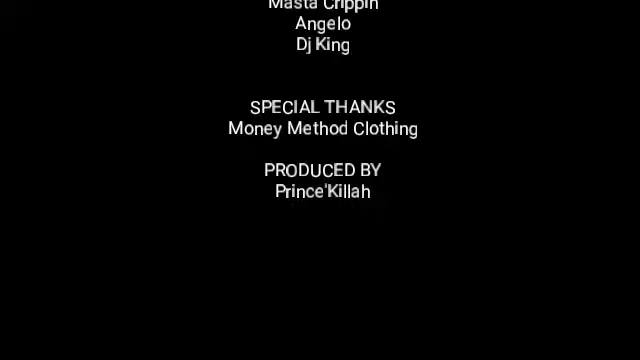 Masta Crippin
Angelo
Dj King
SPECIAL THANKS
Money Method Clothing
PRODUCED BY
Prince'Killah